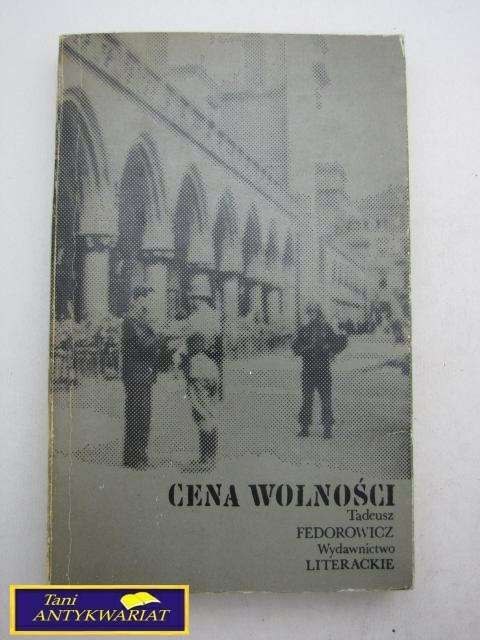 CENA WOLNOŚCI
Tadeusz
FEDOROWICZ
Wydawnictwo
LITERACKIE
Tani
ANTYKWARIAT